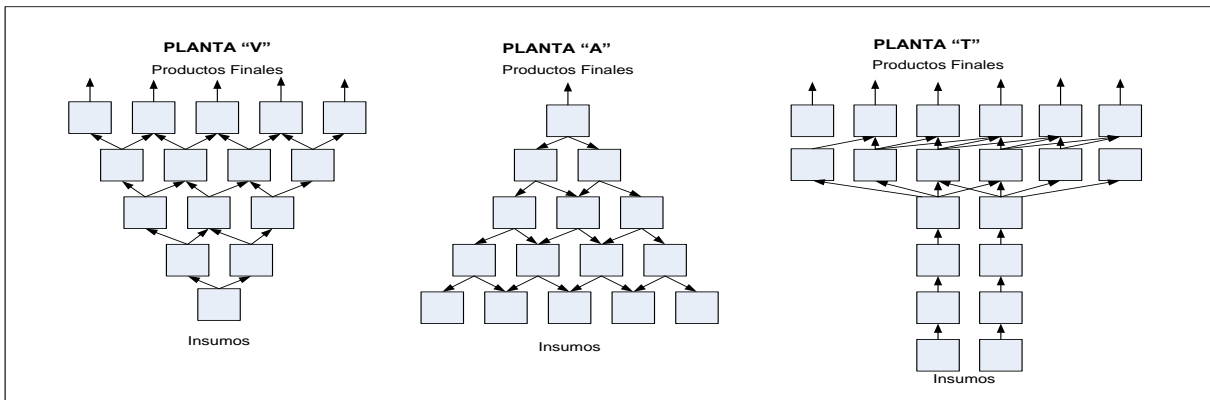 PLANTA “V”
Productos Finales
Insumos
PLANTA “A”
Productos Finales
Insumos
PLANTA “T”
Productos Finales
Insumos